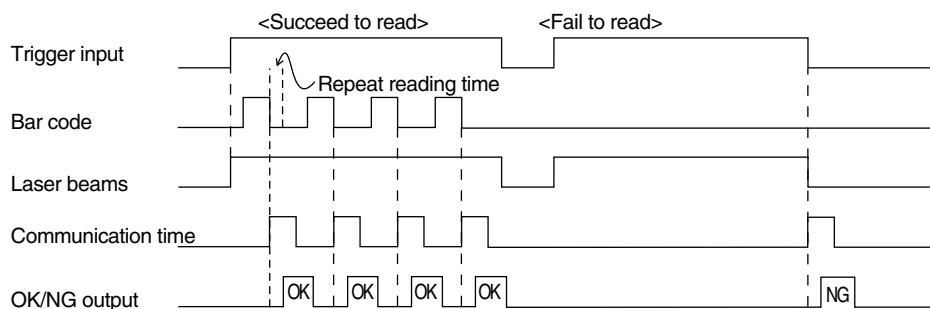 <Succeed to read> <Fail to read>
Trigger input
Repeat reading time
Bar code
Laser beams
Communication time
OK/NG output OK OK OK OK NG